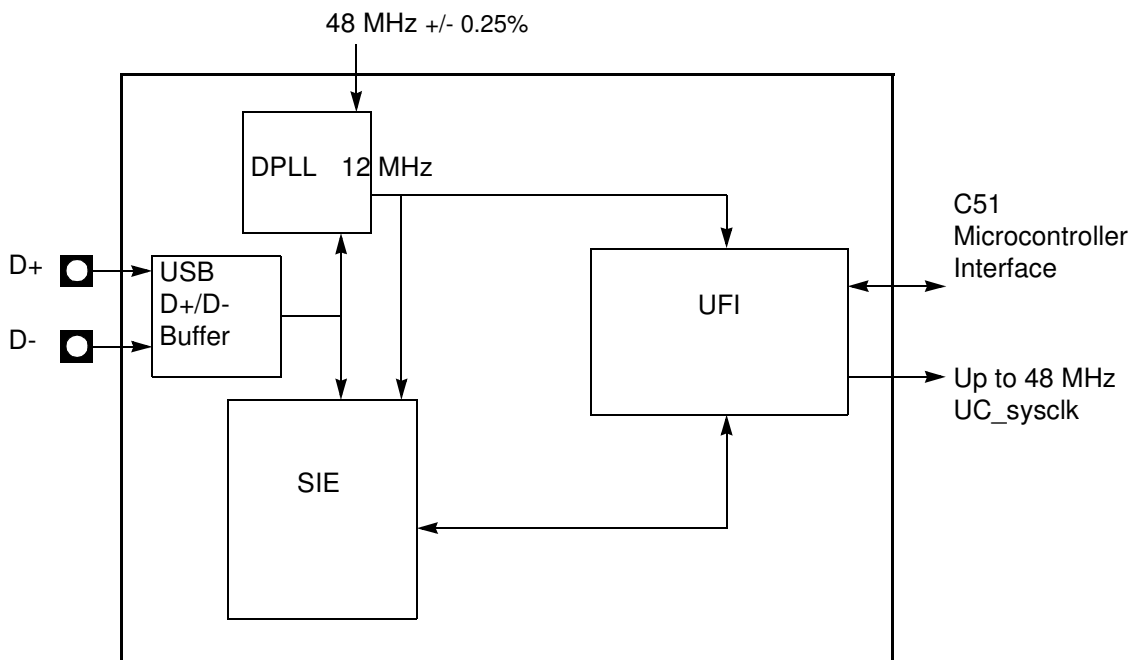 48 MHz +/- 0.25%
DPLL 12 MHz
D+
D-
USB
D+/D-
Buffer
UFI
C51
Microcontroller
Interface
Up to 48 MHz
UC_sysclk
SIE